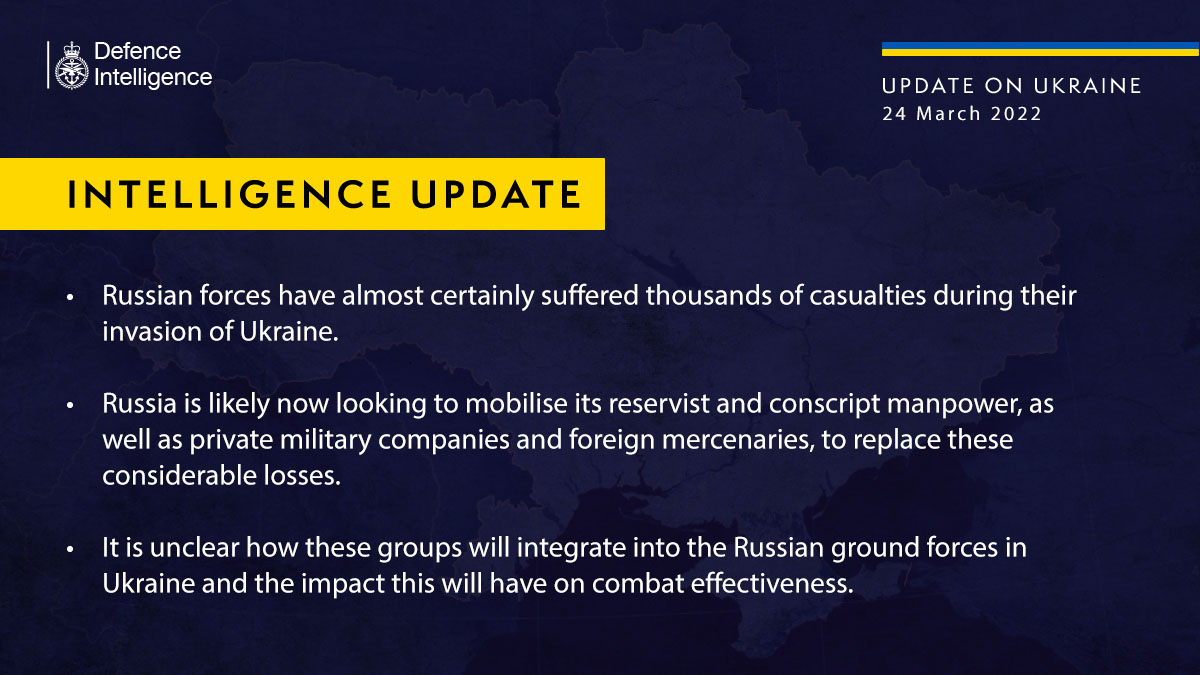 Defence
Intelligence
UPDATE ON UKRAINE
24 March 2022
INTELLIGENCE UPDATE
• Russian forces have almost certainly suffered thousands of casualties during their
invasion of Ukraine.
• Russia is likely now looking to mobilise its reservist and conscript manpower, as
well as private military companies and foreign mercenaries, to replace these
considerable losses.
• It is unclear how these groups will integrate into the Russian ground forces in
Ukraine and the impact this will have on combat effectiveness.